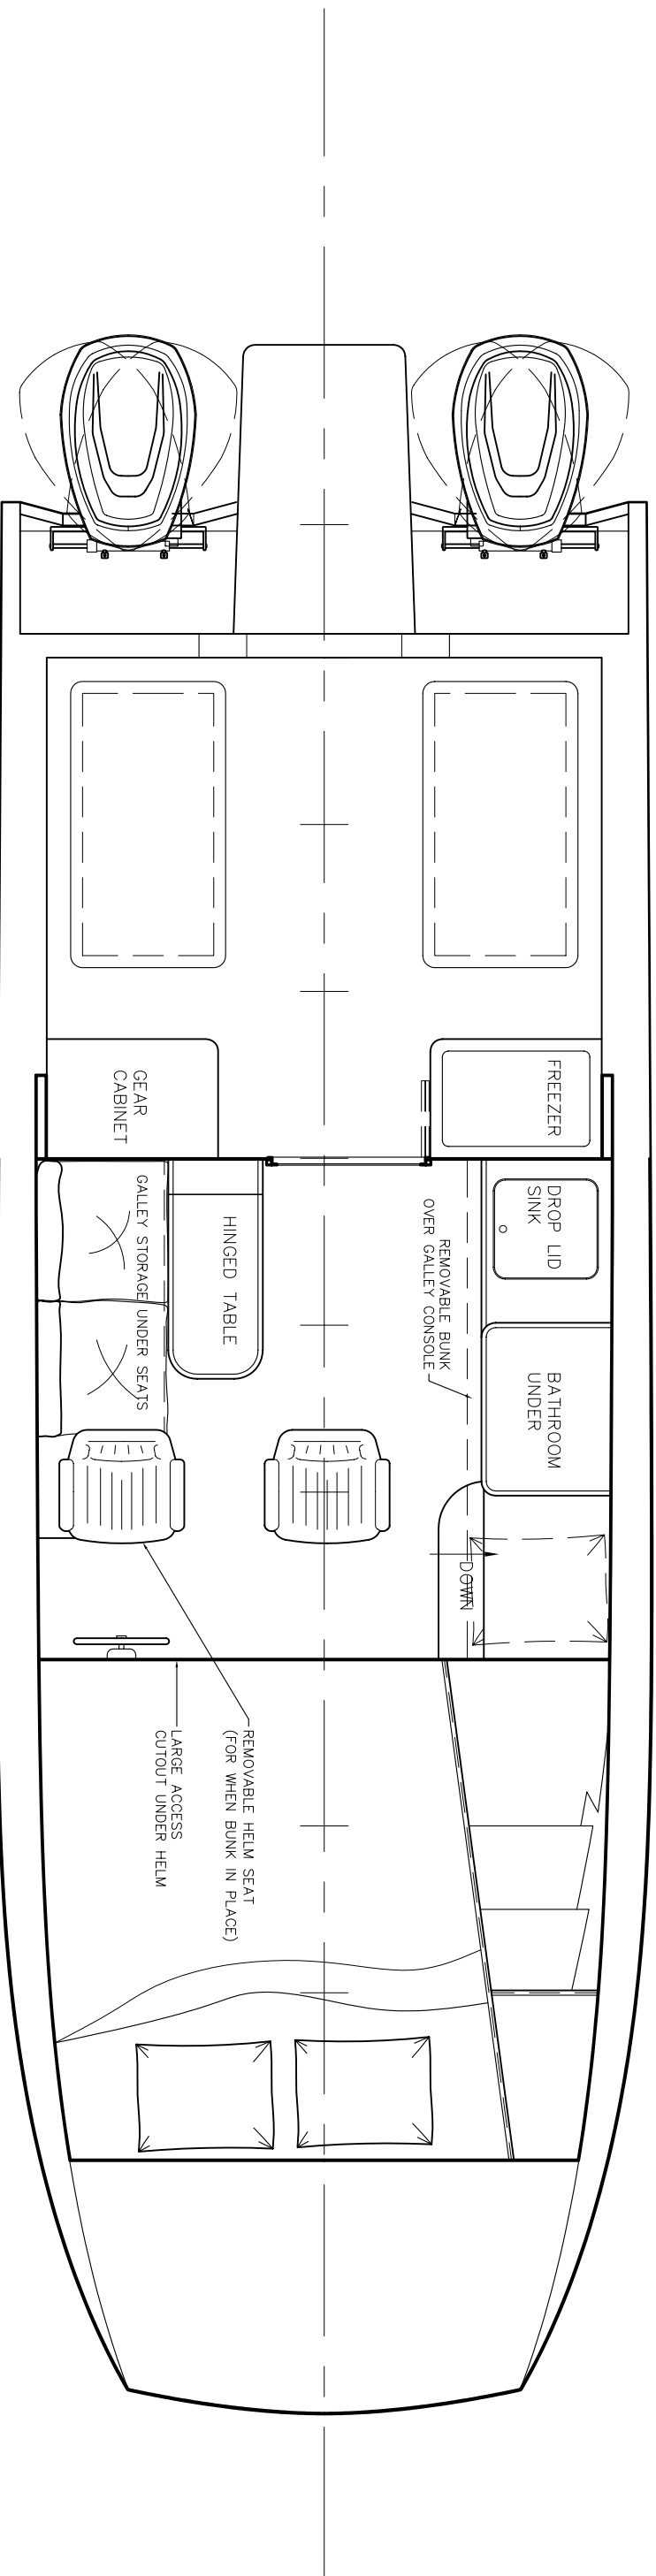 FREEZER
GEAR
CABINET
DROP LID
SINK
HINGED TABLE
GALLEY STORAGE UNDER SEATS
REMOVABLE BUNK
OVER GALLEY CONSOLE
BATHROOM
UNDER
DOWN
REMOVABLE HELM SEAT
(FOR WHEN BUNK IN PLACE)
LARGE ACCESS
CUTOUT UNDER HELM